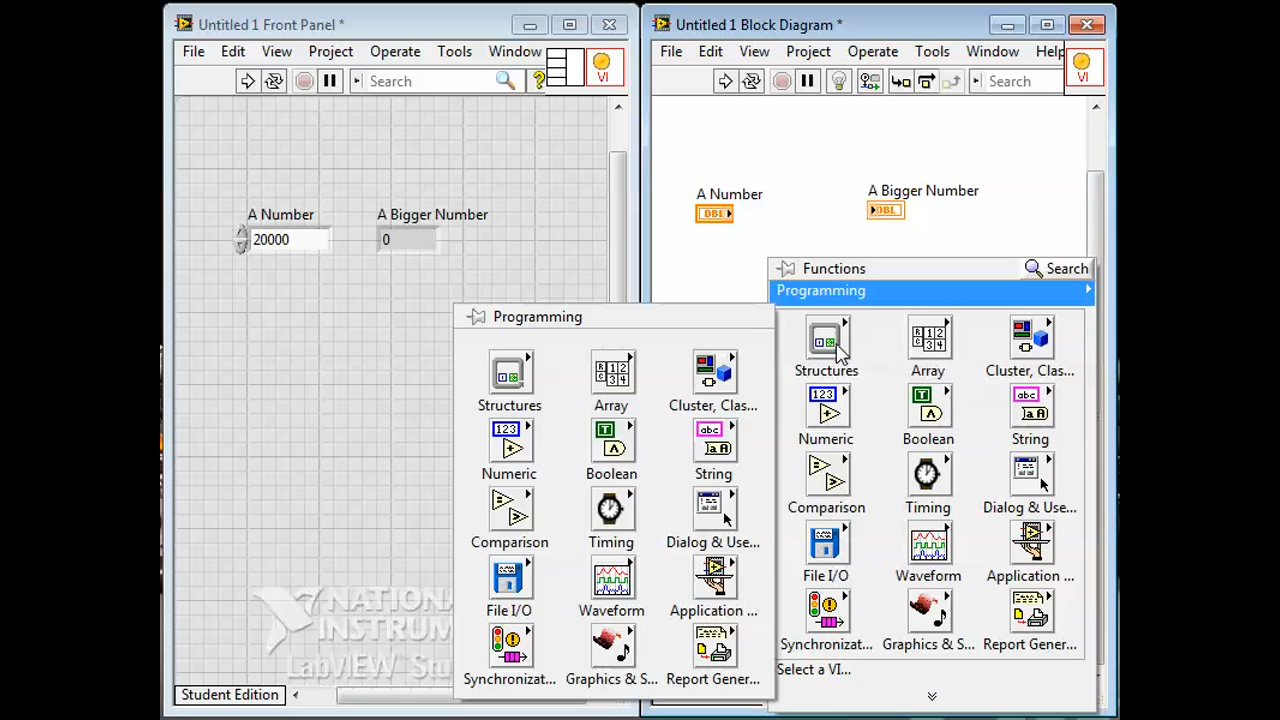 Untitled 1 Front Panel *
File Edit View Project Operate Tools Window
Search
?
VI
A Number
A Bigger Number
20000
0
NATIONA
INSTRUM
LabVIEW Stu
Student Edition
Untitled 1 Block Diagram *
File Edit View Project Operate Tools Window Help
Search
VI
A Number
DBL
A Bigger Number
DBL
Functions
Search
Programming
Structures
Array
Cluster, Clas...
Numeric
Boolean
String
Comparison
Timing
Dialog & Use...
File I/O
Waveform
Application ...
Synchronizat...
Graphics & S...
Report Gener...
Select a VI...
Programming
Structures
Array
Cluster, Clas...
Numeric
Boolean
String
Comparison
Timing
Dialog & Use...
File I/O
Waveform
Application ...
Synchronizat...
Graphics & S...
Report Gener...